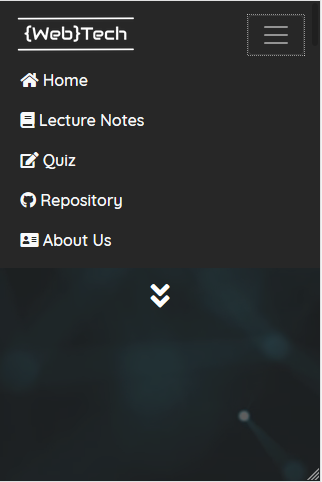 {Web}Tech
Home
Lecture Notes
Quiz
Repository
About Us